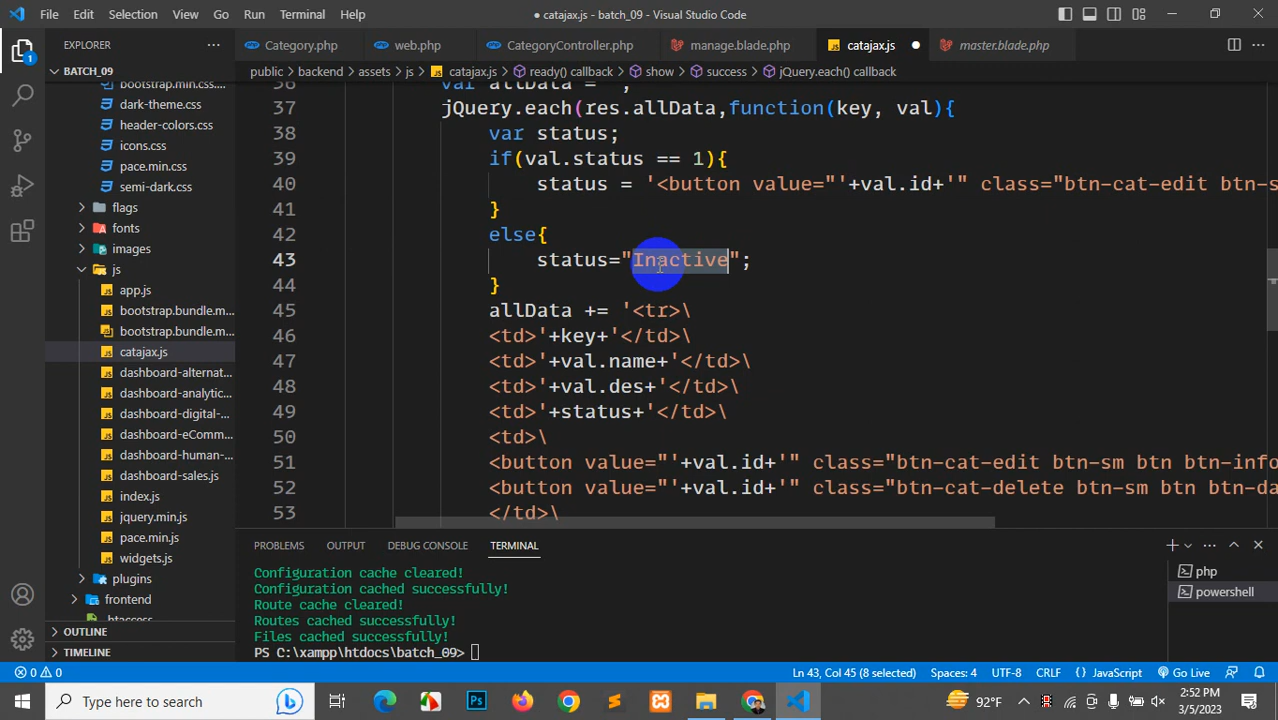 File Edit Selection View Go Run Terminal Help
● catajax.js - batch_09 - Visual Studio Code
EXPLORER
Category.php
web.php
CategoryController.php
manage.blade.php
catajax.js
master.blade.php
BATCH_09
public > backend > assets > js > catajax.js > ready() callback > show > success > jQuery.each() callback
bootstrap.min.css...
dark-theme.css
header-colors.css
icons.css
pace.min.css
semi-dark.css
flags
fonts
images
js
app.js
bootstrap.bundle.m...
bootstrap.bundle.m...
catajax.js
dashboard-alternat...
dashboard-analytic...
dashboard-digital-...
dashboard-eComm...
dashboard-human-...
dashboard-sales.js
index.js
jquery.min.js
pace.min.js
widgets.js
plugins
frontend
.htaccess
OUTLINE
TIMELINE
1
36 var allData = "";
37 jQuery.each(res.allData,function(key, val){
38 var status;
39 if(val.status == 1){
40 status = '<button value="'+val.id+'" class="btn-cat-edit btn-s
41 }
42 else{
43 status="Inactive";
44 }
45 allData += '<tr>\
46 <td>'+key+'</td>\
47 <td>'+val.name+'</td>\
48 <td>'+val.des+'</td>\
49 <td>'+status+'</td>\
50 <td>\
51 <button value="'+val.id+'" class="btn-cat-edit btn-sm btn btn-info
52 <button value="'+val.id+'" class="btn-cat-delete btn-sm btn btn-da
53 </td>\
PROBLEMS OUTPUT DEBUG CONSOLE TERMINAL
Configuration cache cleared!
Configuration cached successfully!
Route cache cleared!
Routes cached successfully!
Files cached successfully!
PS C:\xampp\htdocs\batch_09>
php
powershell
0 0 Ln 43, Col 45 (8 selected) Spaces: 4 UTF-8 CRLF {} JavaScript Go Live
Type here to search
92°F
2:52 PM
3/5/2023